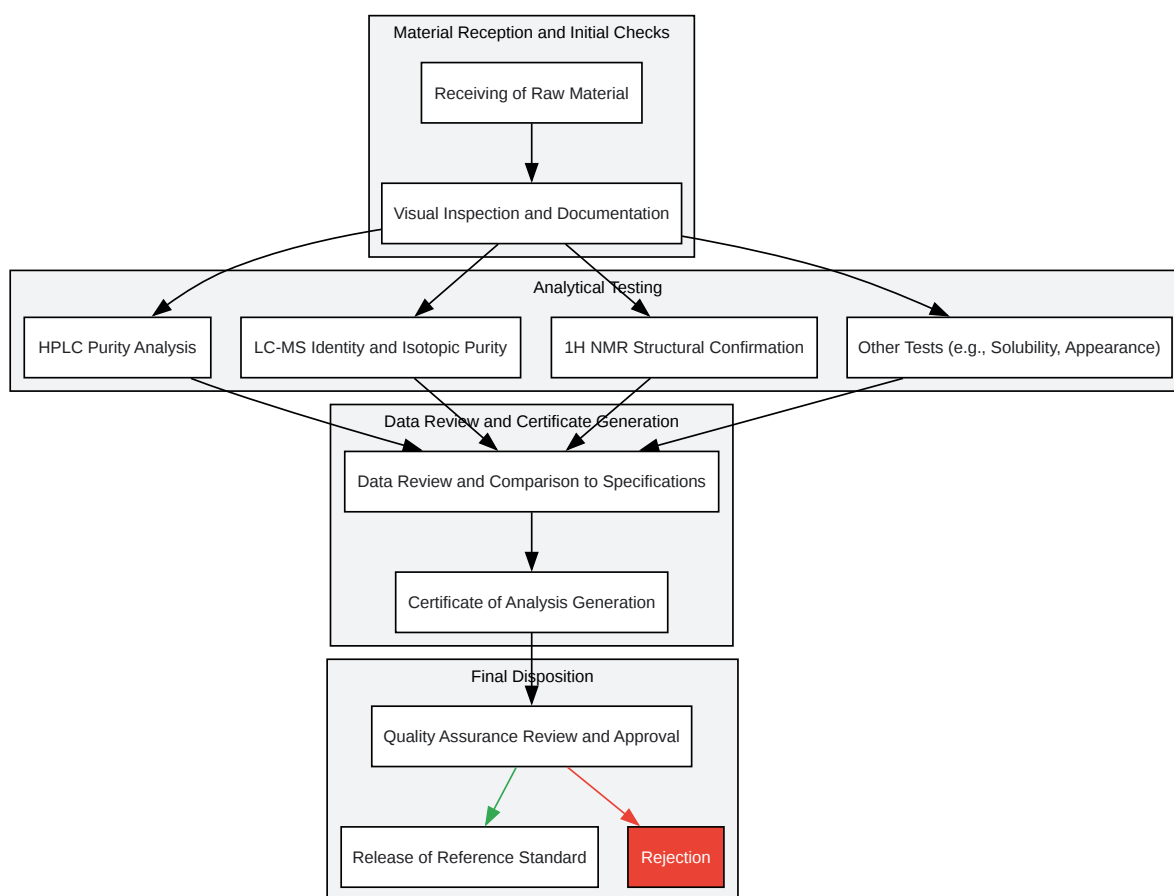 Material Reception and Initial Checks
Receiving of Raw Material
Visual Inspection and Documentation
Analytical Testing
HPLC Purity Analysis
LC-MS Identity and Isotopic Purity
1H NMR Structural Confirmation
Other Tests (e.g., Solubility, Appearance)
Data Review and Certificate Generation
Data Review and Comparison to Specifications
Certificate of Analysis Generation
Final Disposition
Quality Assurance Review and Approval
Release of Reference Standard
Rejection